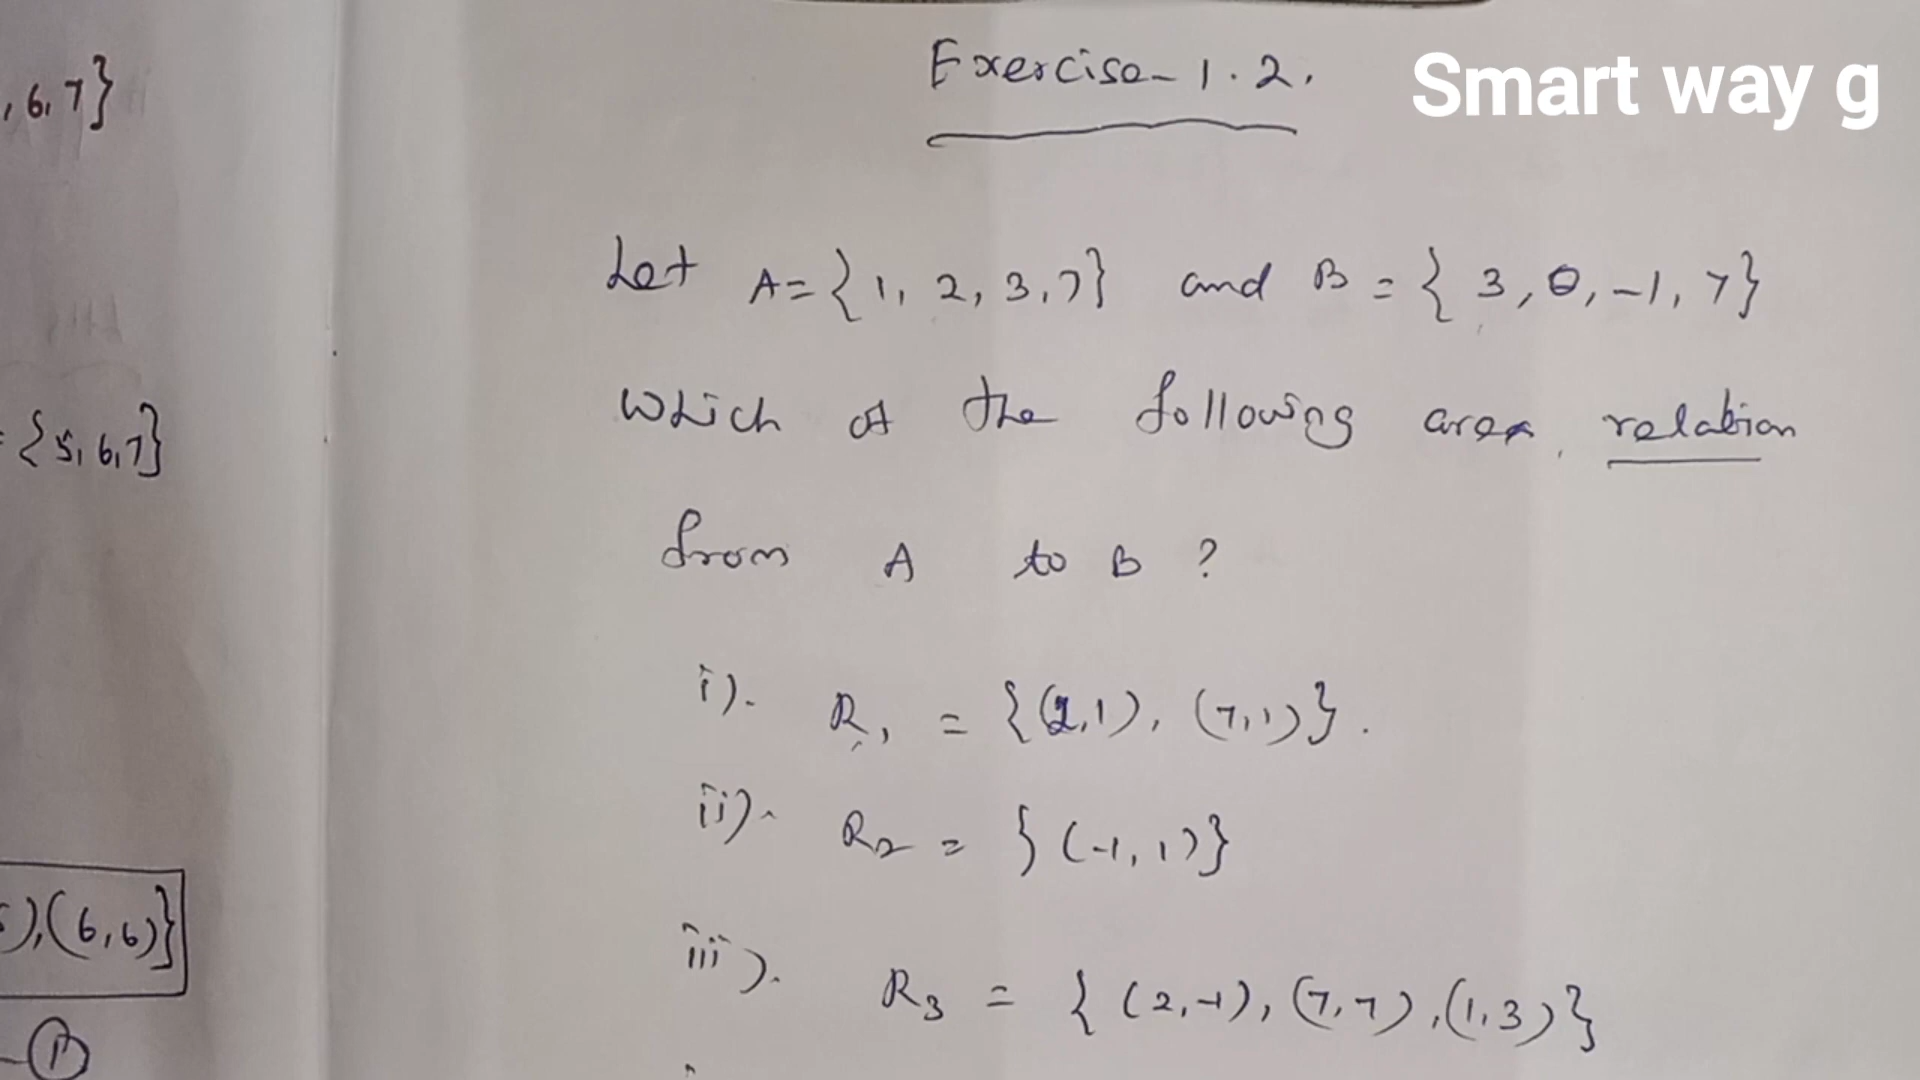 , 6, 7}
= {5, 6, 7}
), (6, 6)}
Exercise - 1.2.
Smart way g
Let A = {1, 2, 3, 7} and B = {3, 0, -1, 7}
Which of the following are relation
from A to B ?
i). R₁ = {(2,1), (7,1)}.
ii). R₂ = {(-1,1)}
iii). R₃ = {(2,-1), (7,7), (1,3)}